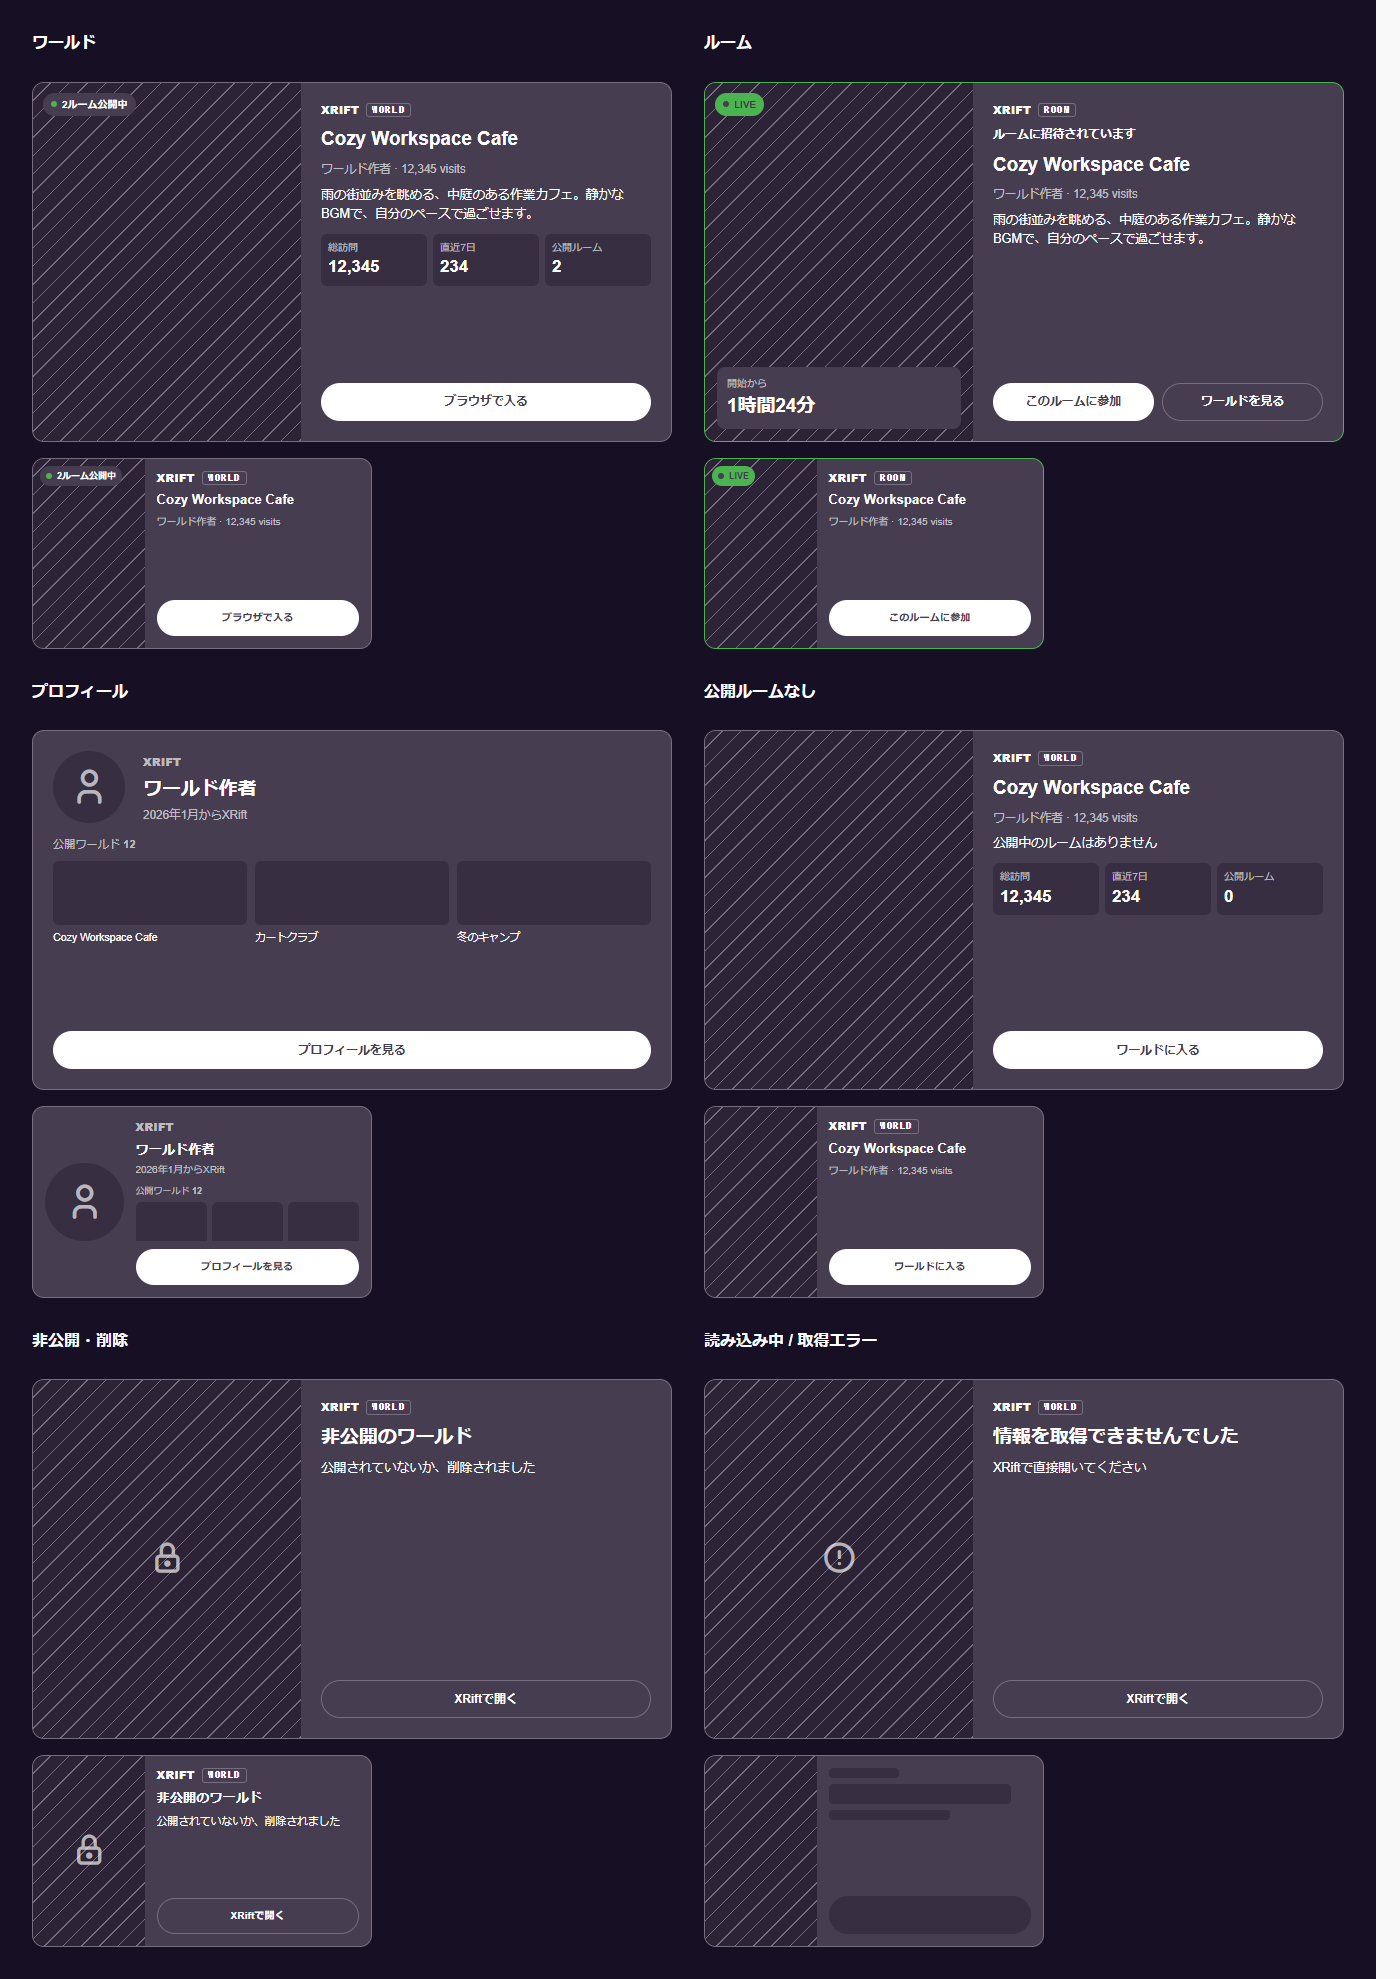 ワールド
2ルーム公開中
XRIFT WORLD
Cozy Workspace Cafe
ワールド作者 · 12,345 visits
雨の街並みを眺める、中庭のある作業カフェ。静かな
BGMで、自分のペースで過ごせます。
総訪問 直近7日 公開ルーム
12,345 234 2
ブラウザで入る
2ルーム公開中
XRIFT WORLD
Cozy Workspace Cafe
ワールド作者 · 12,345 visits
ブラウザで入る
ルーム
LIVE
XRIFT ROOM
ルームに招待されています
Cozy Workspace Cafe
ワールド作者 · 12,345 visits
雨の街並みを眺める、中庭のある作業カフェ。静かな
BGMで、自分のペースで過ごせます。
開始から
1時間24分
このルームに参加 ワールドを見る
LIVE
XRIFT ROOM
Cozy Workspace Cafe
ワールド作者 · 12,345 visits
このルームに参加
プロフィール
XRIFT
ワールド作者
2026年1月からXRift
公開ワールド 12
Cozy Workspace Cafe カートクラブ 冬のキャンプ
プロフィールを見る
XRIFT
ワールド作者
2026年1月からXRift
公開ワールド 12
プロフィールを見る
公開ルームなし
XRIFT WORLD
Cozy Workspace Cafe
ワールド作者 · 12,345 visits
公開中のルームはありません
総訪問 直近7日 公開ルーム
12,345 234 0
ワールドに入る
XRIFT WORLD
Cozy Workspace Cafe
ワールド作者 · 12,345 visits
ワールドに入る
非公開・削除
XRIFT WORLD
非公開のワールド
公開されていないか、削除されました
XRiftで開く
XRIFT WORLD
非公開のワールド
公開されていないか、削除されました
XRiftで開く
読み込み中 / 取得エラー
XRIFT WORLD
情報を取得できませんでした
XRiftで直接開いてください
XRiftで開く